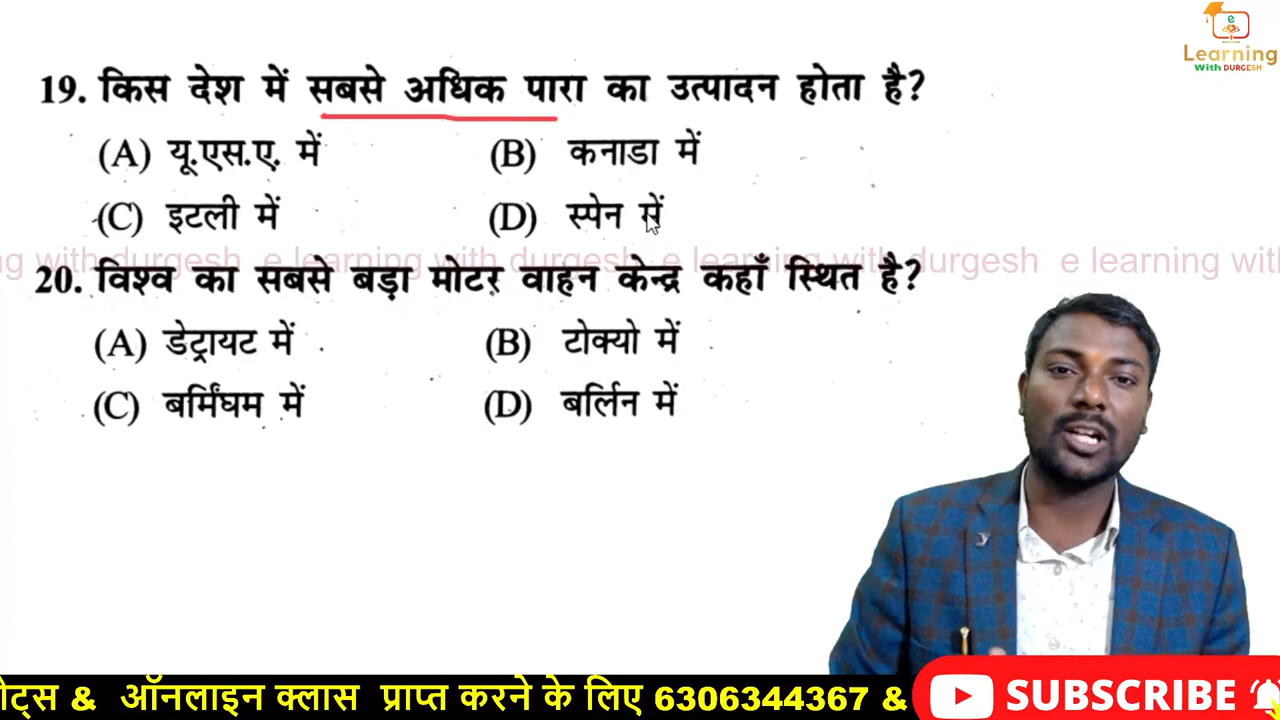 e
Learning
With DURGESH
19. किस देश में सबसे अधिक पारा का उत्पादन होता है?
(A) यू.एस.ए. में (B) कनाडा में
(C) इटली में (D) स्पेन में
ng with durgesh e learning with durgesh e learning with durgesh e learning with
20. विश्व का सबसे बड़ा मोटर वाहन केन्द्र कहाँ स्थित है?
(A) डेट्रायट में (B) टोक्यो में
(C) बर्मिंघम में (D) बर्लिन में
ोट्स & ऑनलाइन क्लास प्राप्त करने के लिए 6306344367 &
SUBSCRIBE